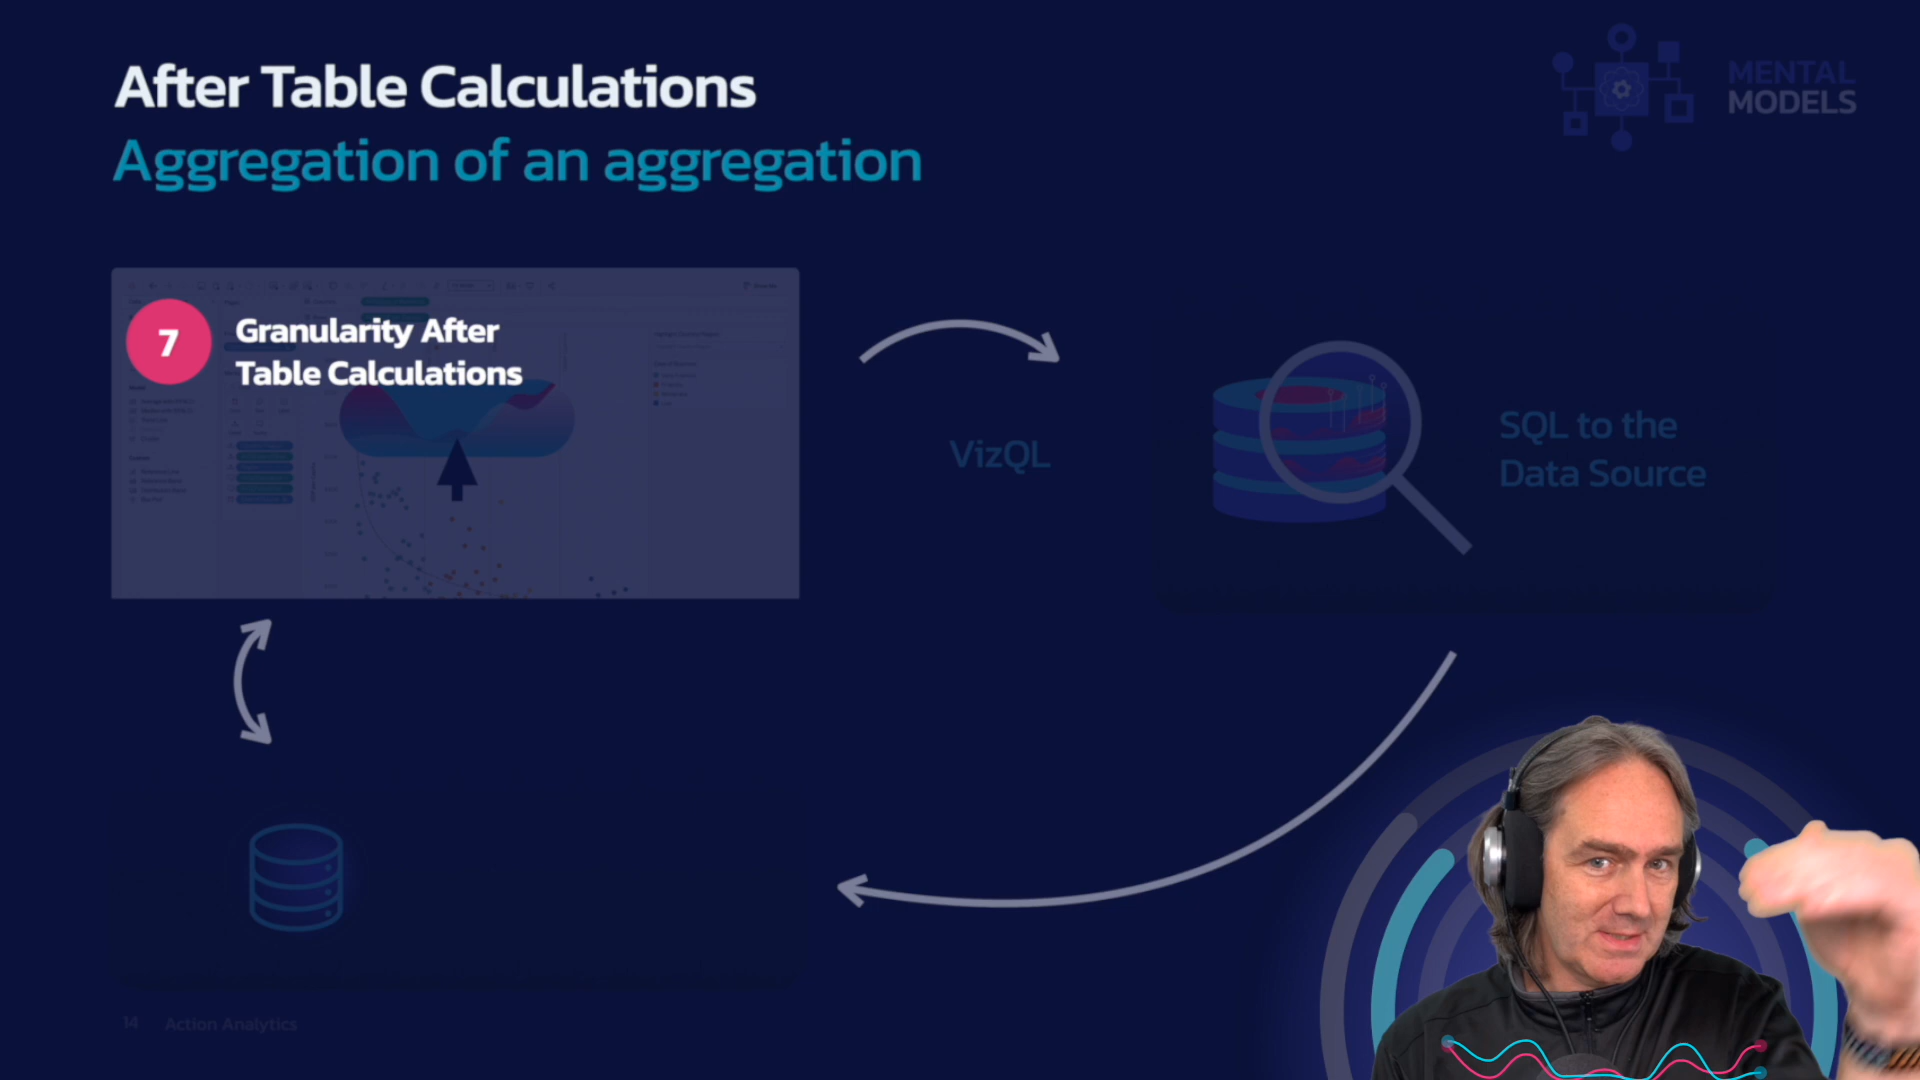 After Table Calculations
Aggregation of an aggregation
MENTAL
MODELS
7
Granularity After
Table Calculations
VizQL
SQL to the
Data Source
14 Action Analytics